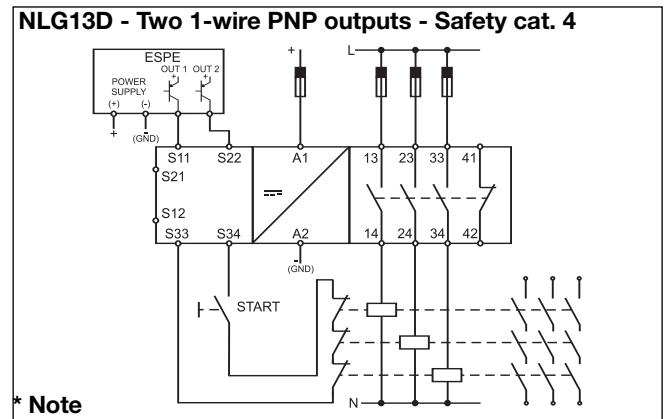 NLG13D - Two 1-wire PNP outputs - Safety cat. 4
ESPE
OUT 1 OUT 2
POWER
SUPPLY
(+) (-)
+ -
(GND)
+ +
+
L
S11 S22 A1 13 23 33 41
S21
S12
S33 S34 A2 14 24 34 42
-
(GND)
START
N
* Note